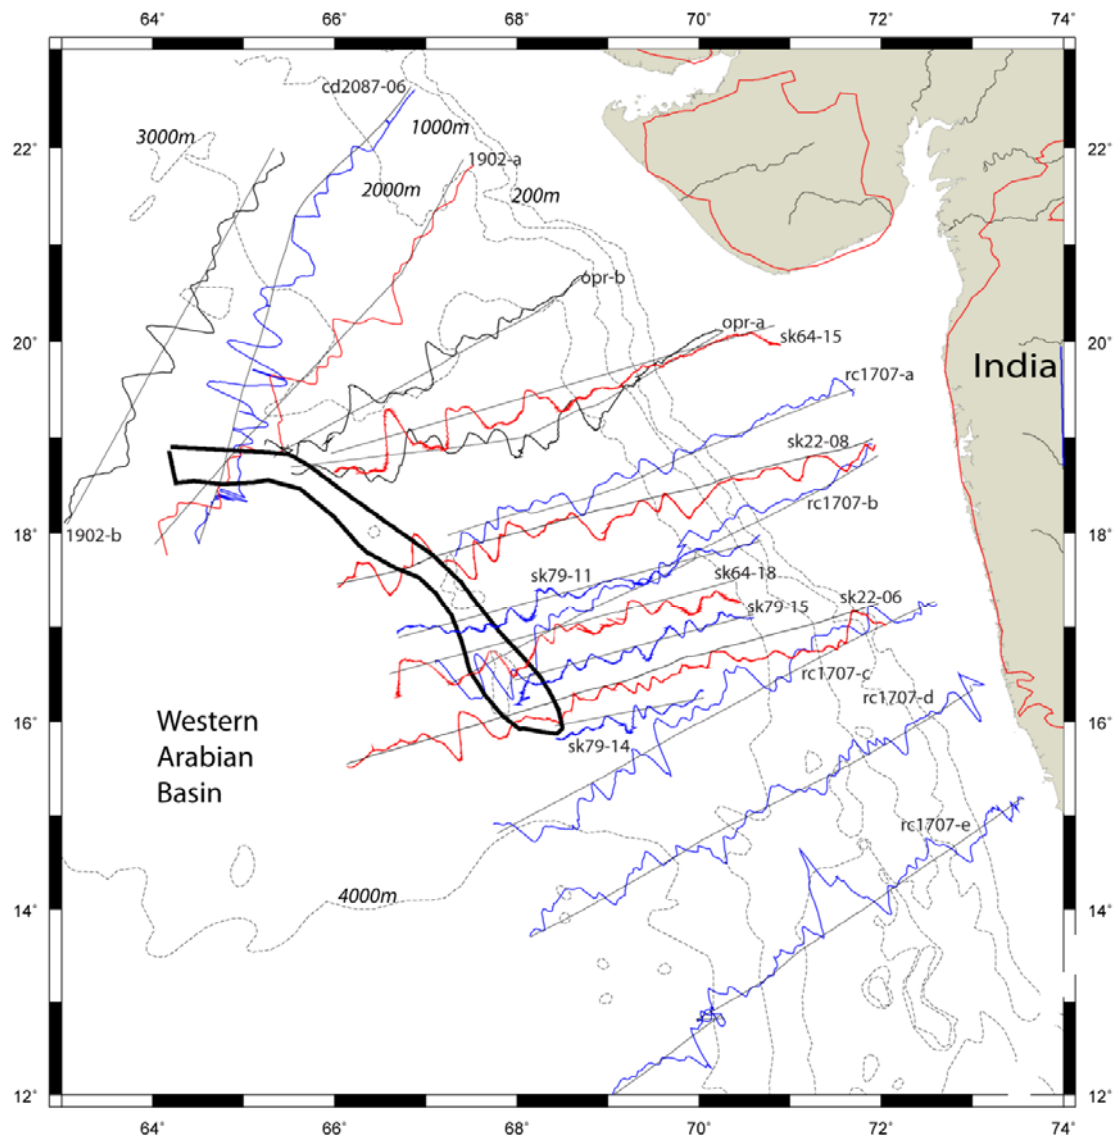 64° 66° 68° 70° 72° 74°
cd2087-06
3000m
1000m
22° 22°
1902-a
2000m
200m
opr-b
opr-a
20° sk64-15 20°
India
rc1707-a
sk22-08
rc1707-b
18° 18°
1902-b
sk79-11
sk64-18
sk79-15
sk22-06
rc1707-c
rc1707-d
16° 16°
Western
Arabian
Basin
sk79-14
rc1707-e
4000m
14° 14°
12° 12°
64° 66° 68° 70° 72° 74°